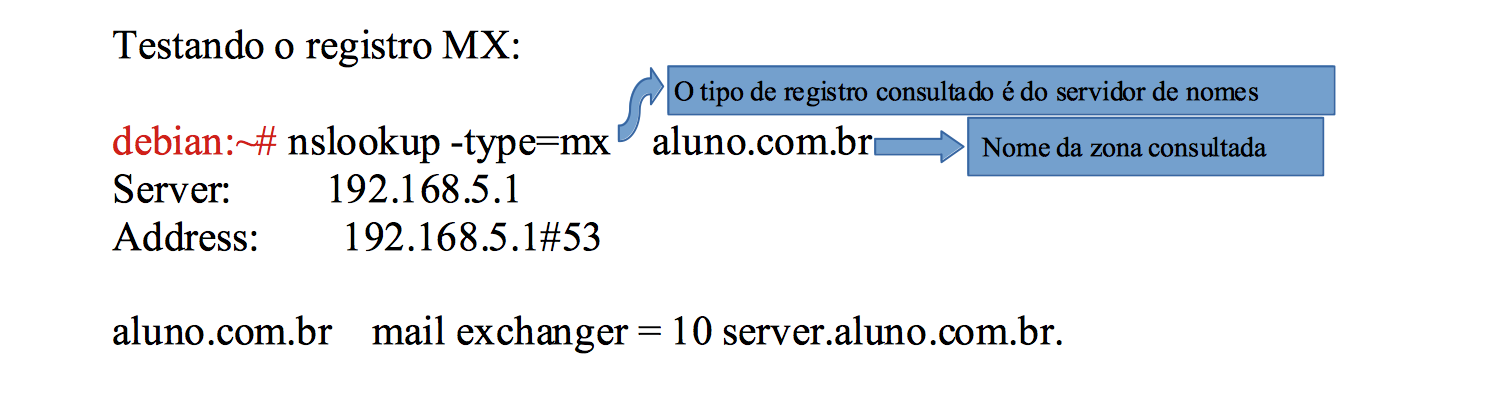 Testando o registro MX:
O tipo de registro consultado é do servidor de nomes
debian:~# nslookup -type=mx aluno.com.br
Nome da zona consultada
Server: 192.168.5.1
Address: 192.168.5.1#53
aluno.com.br mail exchanger = 10 server.aluno.com.br.